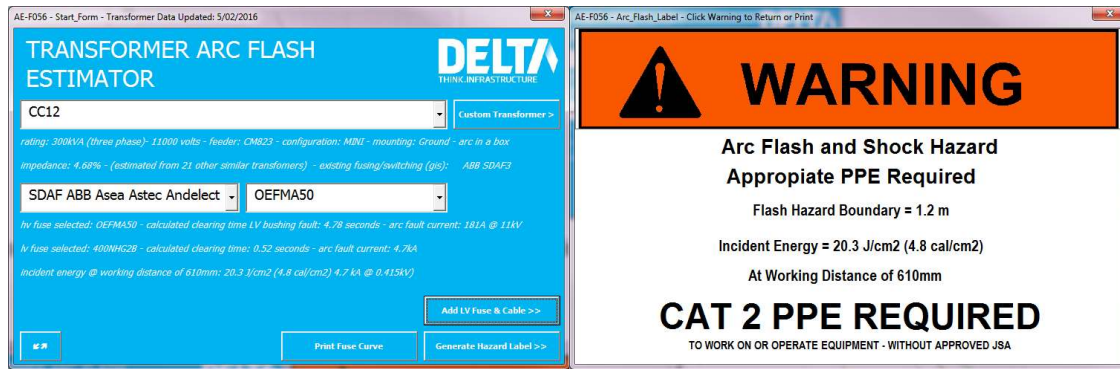 AE-F056 - Start_Form - Transformer Data Updated: 5/02/2016
TRANSFORMER ARC FLASH
ESTIMATOR
DELTA
THINK.INFRASTRUCTURE
CC12
Custom Transformer >
rating: 300kVA (three phase)- 11000 volts - feeder: CM823 - configuration: MINI - mounting: Ground - arc in a box
impedance: 4.68% - (estimated from 21 other similar transfomers) - existing fusing/switching (gis): ABB SDAF3
SDAF ABB Asea Astec Andelect
OEFMA50
hv fuse selected: OEFMA50 - calculated clearing time LV bushing fault: 4.78 seconds - arc fault current: 181A @ 11kV
lv fuse selected: 400NHG2B - calculated clearing time: 0.52 seconds - arc fault current: 4.7kA
incident energy @ working distance of 610mm: 20.3 J/cm2 (4.8 cal/cm2) 4.7 kA @ 0.415kV)
Add LV Fuse & Cable >>
Print Fuse Curve
Generate Hazard Label >>
AE-F056 - Arc_Flash_Label - Click Warning to Return or Print
WARNING
Arc Flash and Shock Hazard
Appropiate PPE Required
Flash Hazard Boundary = 1.2 m
Incident Energy = 20.3 J/cm2 (4.8 cal/cm2)
At Working Distance of 610mm
CAT 2 PPE REQUIRED
TO WORK ON OR OPERATE EQUIPMENT - WITHOUT APPROVED JSA